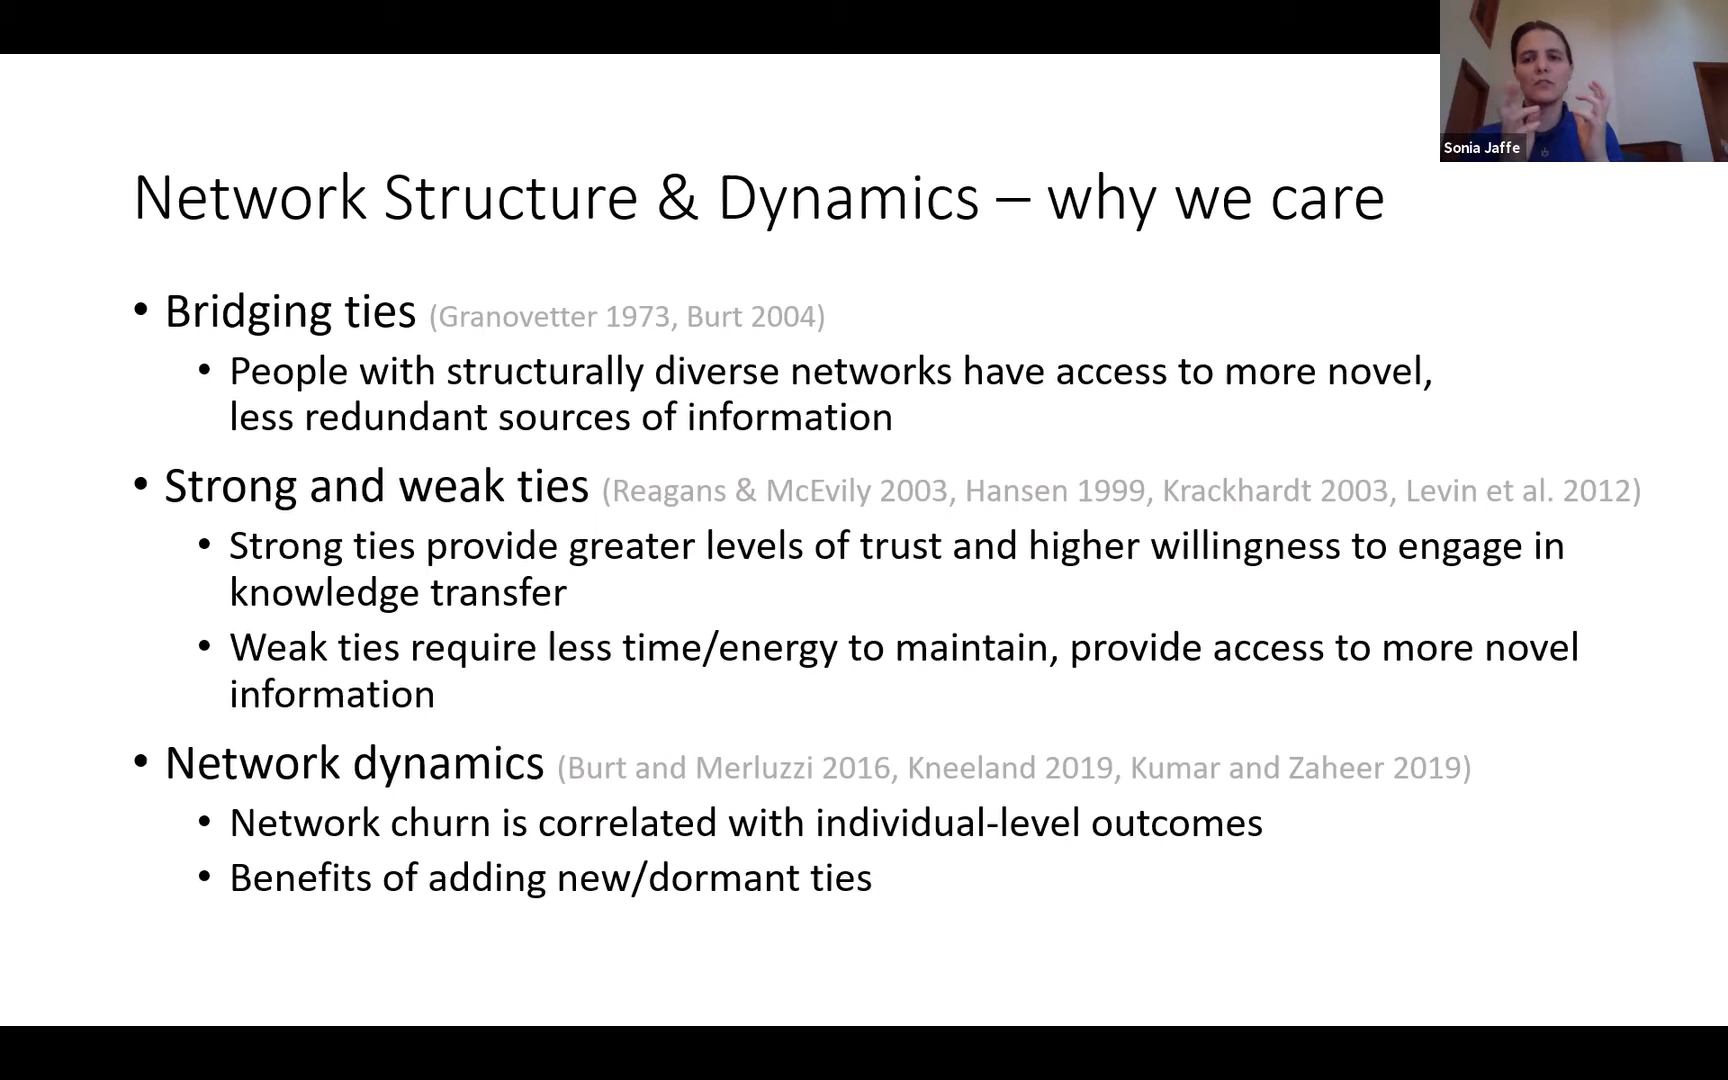 Sonia Jaffe
Network Structure & Dynamics – why we care
• Bridging ties (Granovetter 1973, Burt 2004)
• People with structurally diverse networks have access to more novel,
less redundant sources of information
• Strong and weak ties (Reagans & McEvily 2003, Hansen 1999, Krackhardt 2003, Levin et al. 2012)
• Strong ties provide greater levels of trust and higher willingness to engage in
knowledge transfer
• Weak ties require less time/energy to maintain, provide access to more novel
information
• Network dynamics (Burt and Merluzzi 2016, Kneeland 2019, Kumar and Zaheer 2019)
• Network churn is correlated with individual-level outcomes
• Benefits of adding new/dormant ties